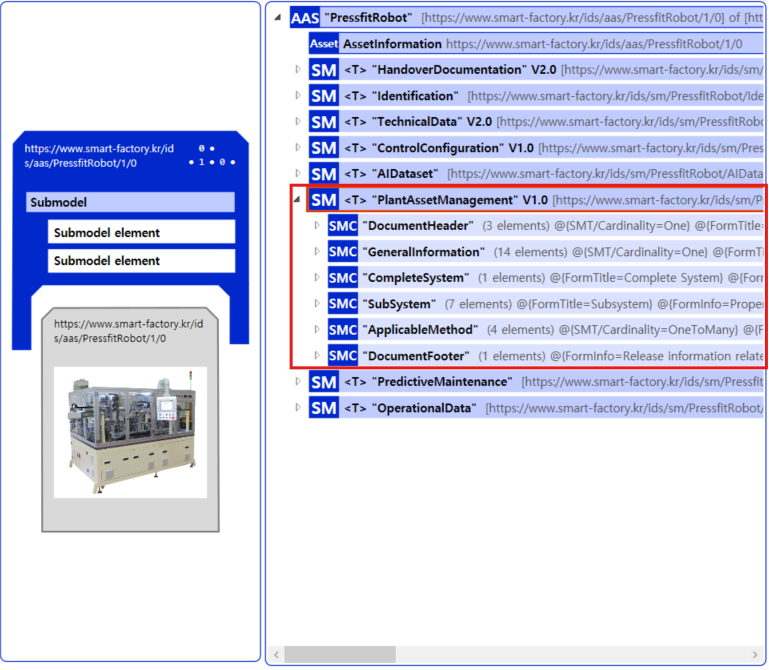 https://www.smart-factory.kr/id
s/aas/PressfitRobot/1/0
0
1 0
Submodel
Submodel element
Submodel element
https://www.smart-factory.kr/id
s/aas/PressfitRobot/1/0
AAS "PressfitRobot" [https://www.smart-factory.kr/ids/aas/PressfitRobot/1/0] of [htt
Asset AssetInformation https://www.smart-factory.kr/ids/aas/PressfitRobot/1/0
SM <T> "HandoverDocumentation" V2.0 [https://www.smart-factory.kr/ids/sm/
SM <T> "Identification" [https://www.smart-factory.kr/ids/sm/PressfitRobot/Ide
SM <T> "TechnicalData" V2.0 [https://www.smart-factory.kr/ids/sm/PressfitRobo
SM <T> "ControlConfiguration" V1.0 [https://www.smart-factory.kr/ids/sm/Pres
SM <T> "AIDataset" [https://www.smart-factory.kr/ids/sm/PressfitRobot/AIData
SM <T> "PlantAssetManagement" V1.0 [https://www.smart-factory.kr/ids/sm/P
SMC "DocumentHeader" (3 elements) @{SMT/Cardinality=One} @{FormTitle=
SMC "GeneralInformation" (14 elements) @{SMT/Cardinality=One} @{FormTi
SMC "CompleteSystem" (1 elements) @{FormTitle=Complete System} @{For
SMC "SubSystem" (7 elements) @{FormTitle=Subsystem} @{FormInfo=Prope
SMC "ApplicableMethod" (4 elements) @{SMT/Cardinality=OneToMany} @{F
SMC "DocumentFooter" (1 elements) @{FormInfo=Release information relate
SM <T> "PredictiveMaintenance" [https://www.smart-factory.kr/ids/sm/Pressfit
SM <T> "OperationalData" [https://www.smart-factory.kr/ids/sm/PressfitRobot/